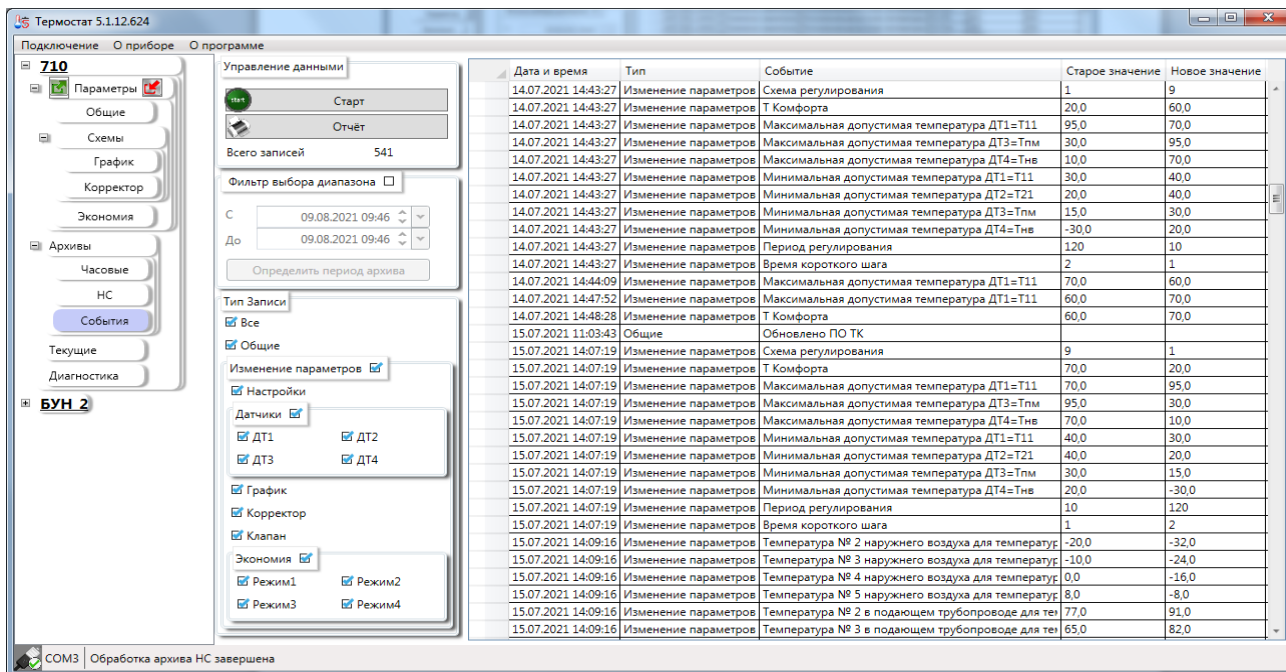 Термостат 5.1.12.624
Подключение О приборе О программе
710
Параметры
Общие
Схемы
График
Корректор
Экономия
Архивы
Часовые
НС
События
Текущие
Диагностика
БУН_2
Управление данными
start Старт
Отчёт
Всего записей 541
Фильтр выбора диапазона
С 09.08.2021 09:46
До 09.08.2021 09:46
Определить период архива
Тип Записи
Все
Общие
Изменение параметров
Настройки
Датчики
ДТ1 ДТ2
ДТ3 ДТ4
График
Корректор
Клапан
Экономия
Режим1 Режим2
Режим3 Режим4
Дата и время Тип Событие Старое значение Новое значение
14.07.2021 14:43:27 Изменение параметров Схема регулирования 1 9
14.07.2021 14:43:27 Изменение параметров Т Комфорта 20,0 60,0
14.07.2021 14:43:27 Изменение параметров Максимальная допустимая температура ДТ1=Т11 95,0 70,0
14.07.2021 14:43:27 Изменение параметров Максимальная допустимая температура ДТ3=Тпм 30,0 95,0
14.07.2021 14:43:27 Изменение параметров Максимальная допустимая температура ДТ4=Тнв 10,0 70,0
14.07.2021 14:43:27 Изменение параметров Минимальная допустимая температура ДТ1=Т11 30,0 40,0
14.07.2021 14:43:27 Изменение параметров Минимальная допустимая температура ДТ2=Т21 20,0 40,0
14.07.2021 14:43:27 Изменение параметров Минимальная допустимая температура ДТ3=Тпм 15,0 30,0
14.07.2021 14:43:27 Изменение параметров Минимальная допустимая температура ДТ4=Тнв -30,0 20,0
14.07.2021 14:43:27 Изменение параметров Период регулирования 120 10
14.07.2021 14:43:27 Изменение параметров Время короткого шага 2 1
14.07.2021 14:44:09 Изменение параметров Максимальная допустимая температура ДТ1=Т11 70,0 60,0
14.07.2021 14:47:52 Изменение параметров Максимальная допустимая температура ДТ1=Т11 60,0 70,0
14.07.2021 14:48:28 Изменение параметров Т Комфорта 60,0 70,0
15.07.2021 11:03:43 Общие Обновлено ПО ТК
15.07.2021 14:07:19 Изменение параметров Схема регулирования 9 1
15.07.2021 14:07:19 Изменение параметров Т Комфорта 70,0 20,0
15.07.2021 14:07:19 Изменение параметров Максимальная допустимая температура ДТ1=Т11 70,0 95,0
15.07.2021 14:07:19 Изменение параметров Максимальная допустимая температура ДТ3=Тпм 95,0 30,0
15.07.2021 14:07:19 Изменение параметров Максимальная допустимая температура ДТ4=Тнв 70,0 10,0
15.07.2021 14:07:19 Изменение параметров Минимальная допустимая температура ДТ1=Т11 40,0 30,0
15.07.2021 14:07:19 Изменение параметров Минимальная допустимая температура ДТ2=Т21 40,0 20,0
15.07.2021 14:07:19 Изменение параметров Минимальная допустимая температура ДТ3=Тпм 30,0 15,0
15.07.2021 14:07:19 Изменение параметров Минимальная допустимая температура ДТ4=Тнв 20,0 -30,0
15.07.2021 14:07:19 Изменение параметров Период регулирования 10 120
15.07.2021 14:07:19 Изменение параметров Время короткого шага 1 2
15.07.2021 14:09:16 Изменение параметров Температура № 2 наружнего воздуха для температур -20,0 -32,0
15.07.2021 14:09:16 Изменение параметров Температура № 3 наружнего воздуха для температур -10,0 -24,0
15.07.2021 14:09:16 Изменение параметров Температура № 4 наружнего воздуха для температур 0,0 -16,0
15.07.2021 14:09:16 Изменение параметров Температура № 5 наружнего воздуха для температур 8,0 -8,0
15.07.2021 14:09:16 Изменение параметров Температура № 2 в подающем трубопроводе для тем 77,0 91,0
15.07.2021 14:09:16 Изменение параметров Температура № 3 в подающем трубопроводе для тем 65,0 82,0
COM3 Обработка архива НС завершена